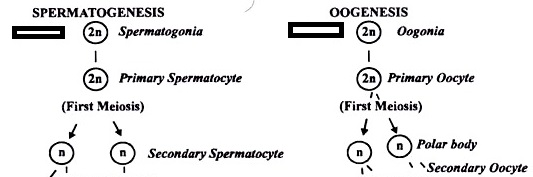 SPERMATOGENESIS
2n Spermatogonia
2n Primary Spermatocyte
(First Meiosis)
n n Secondary Spermatocyte
OOGENESIS
2n Oogonia
2n Primary Oocyte
(First Meiosis)
n Polar body
n
Secondary Oocyte